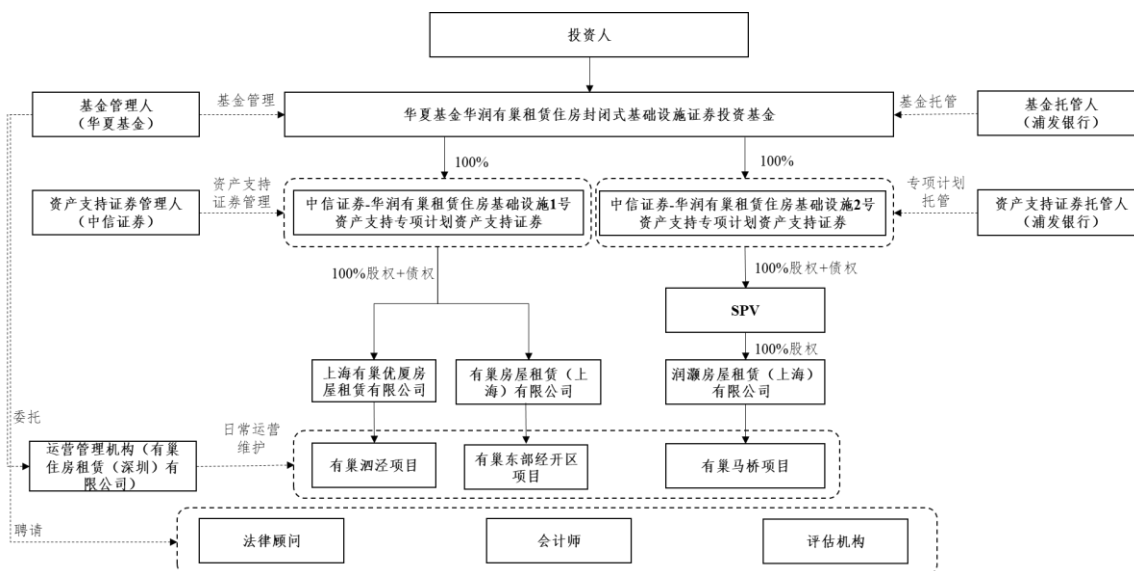 投资人
基金管理人
（华夏基金）
基金管理
华夏基金华润有巢租赁住房封闭式基础设施证券投资基金
基金托管
基金托管人
（浦发银行）
100%
100%
资产支持证券管理人
（中信证券）
资产支持
证券管理
中信证券-华润有巢租赁住房基础设施1号
资产支持专项计划资产支持证券
中信证券-华润有巢租赁住房基础设施2号
资产支持专项计划资产支持证券
专项计划
托管
资产支持证券托管人
（浦发银行）
100%股权+债权
100%股权+债权
SPV
100%股权
上海有巢优厦房
屋租赁有限公司
有巢房屋租赁（上
海）有限公司
润灏房屋租赁（上海）
有限公司
委托
运营管理机构（有巢
住房租赁（深圳）有
限公司）
日常运营
维护
有巢泗泾项目
有巢东部经开区
项目
有巢马桥项目
聘请
法律顾问
会计师
评估机构